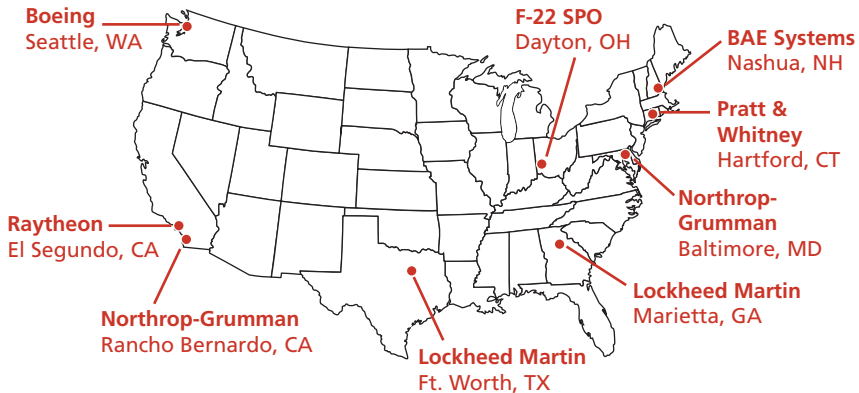 Boeing
Seattle, WA
F-22 SPO
Dayton, OH
BAE Systems
Nashua, NH
Pratt &
Whitney
Hartford, CT
Northrop-
Grumman
Baltimore, MD
Raytheon
El Segundo, CA
Northrop-Grumman
Rancho Bernardo, CA
Lockheed Martin
Ft. Worth, TX
Lockheed Martin
Marietta, GA